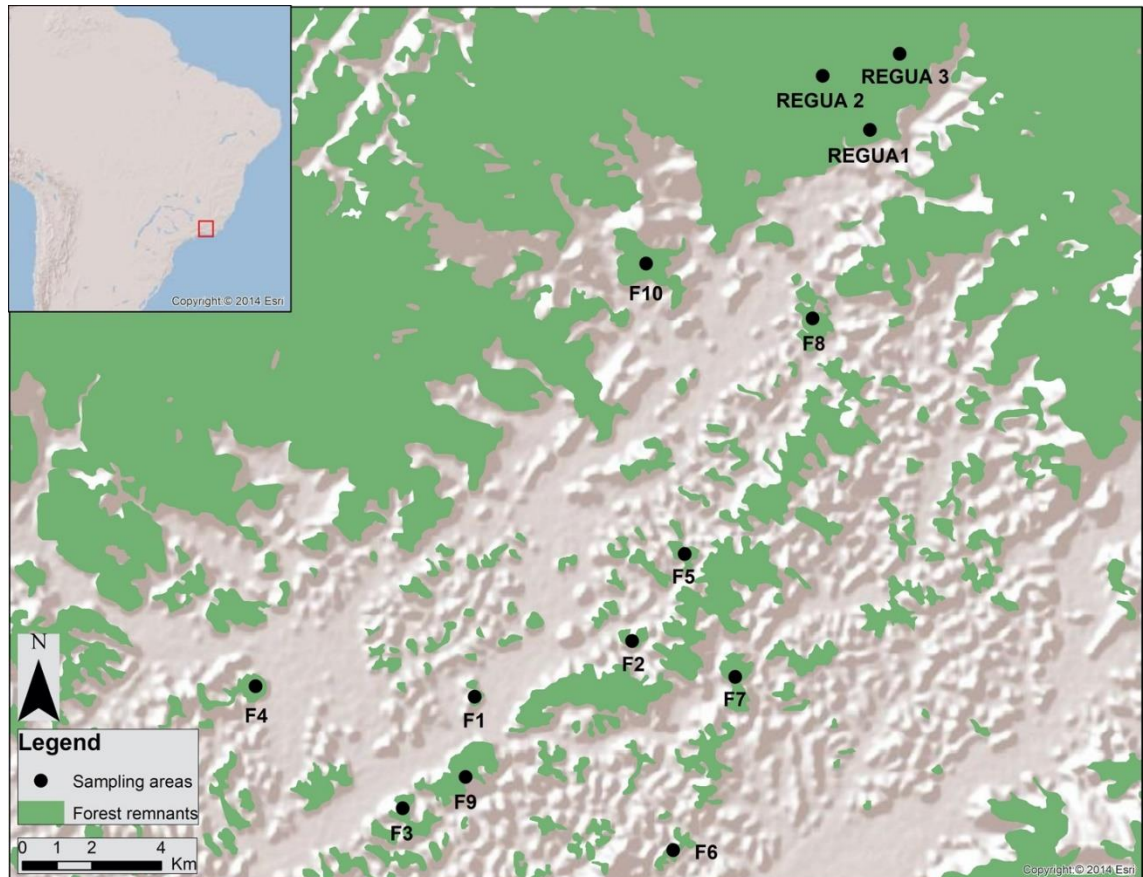 Copyright © 2014 Esri
REGUA 3
REGUA 2
REGUA1
F10
F8
F5
F2
F7
F4
F1
F9
F3
F6
N
Legend
Sampling areas
Forest remnants
0 1 2 4
Km
Copyright:© 2014 Esri